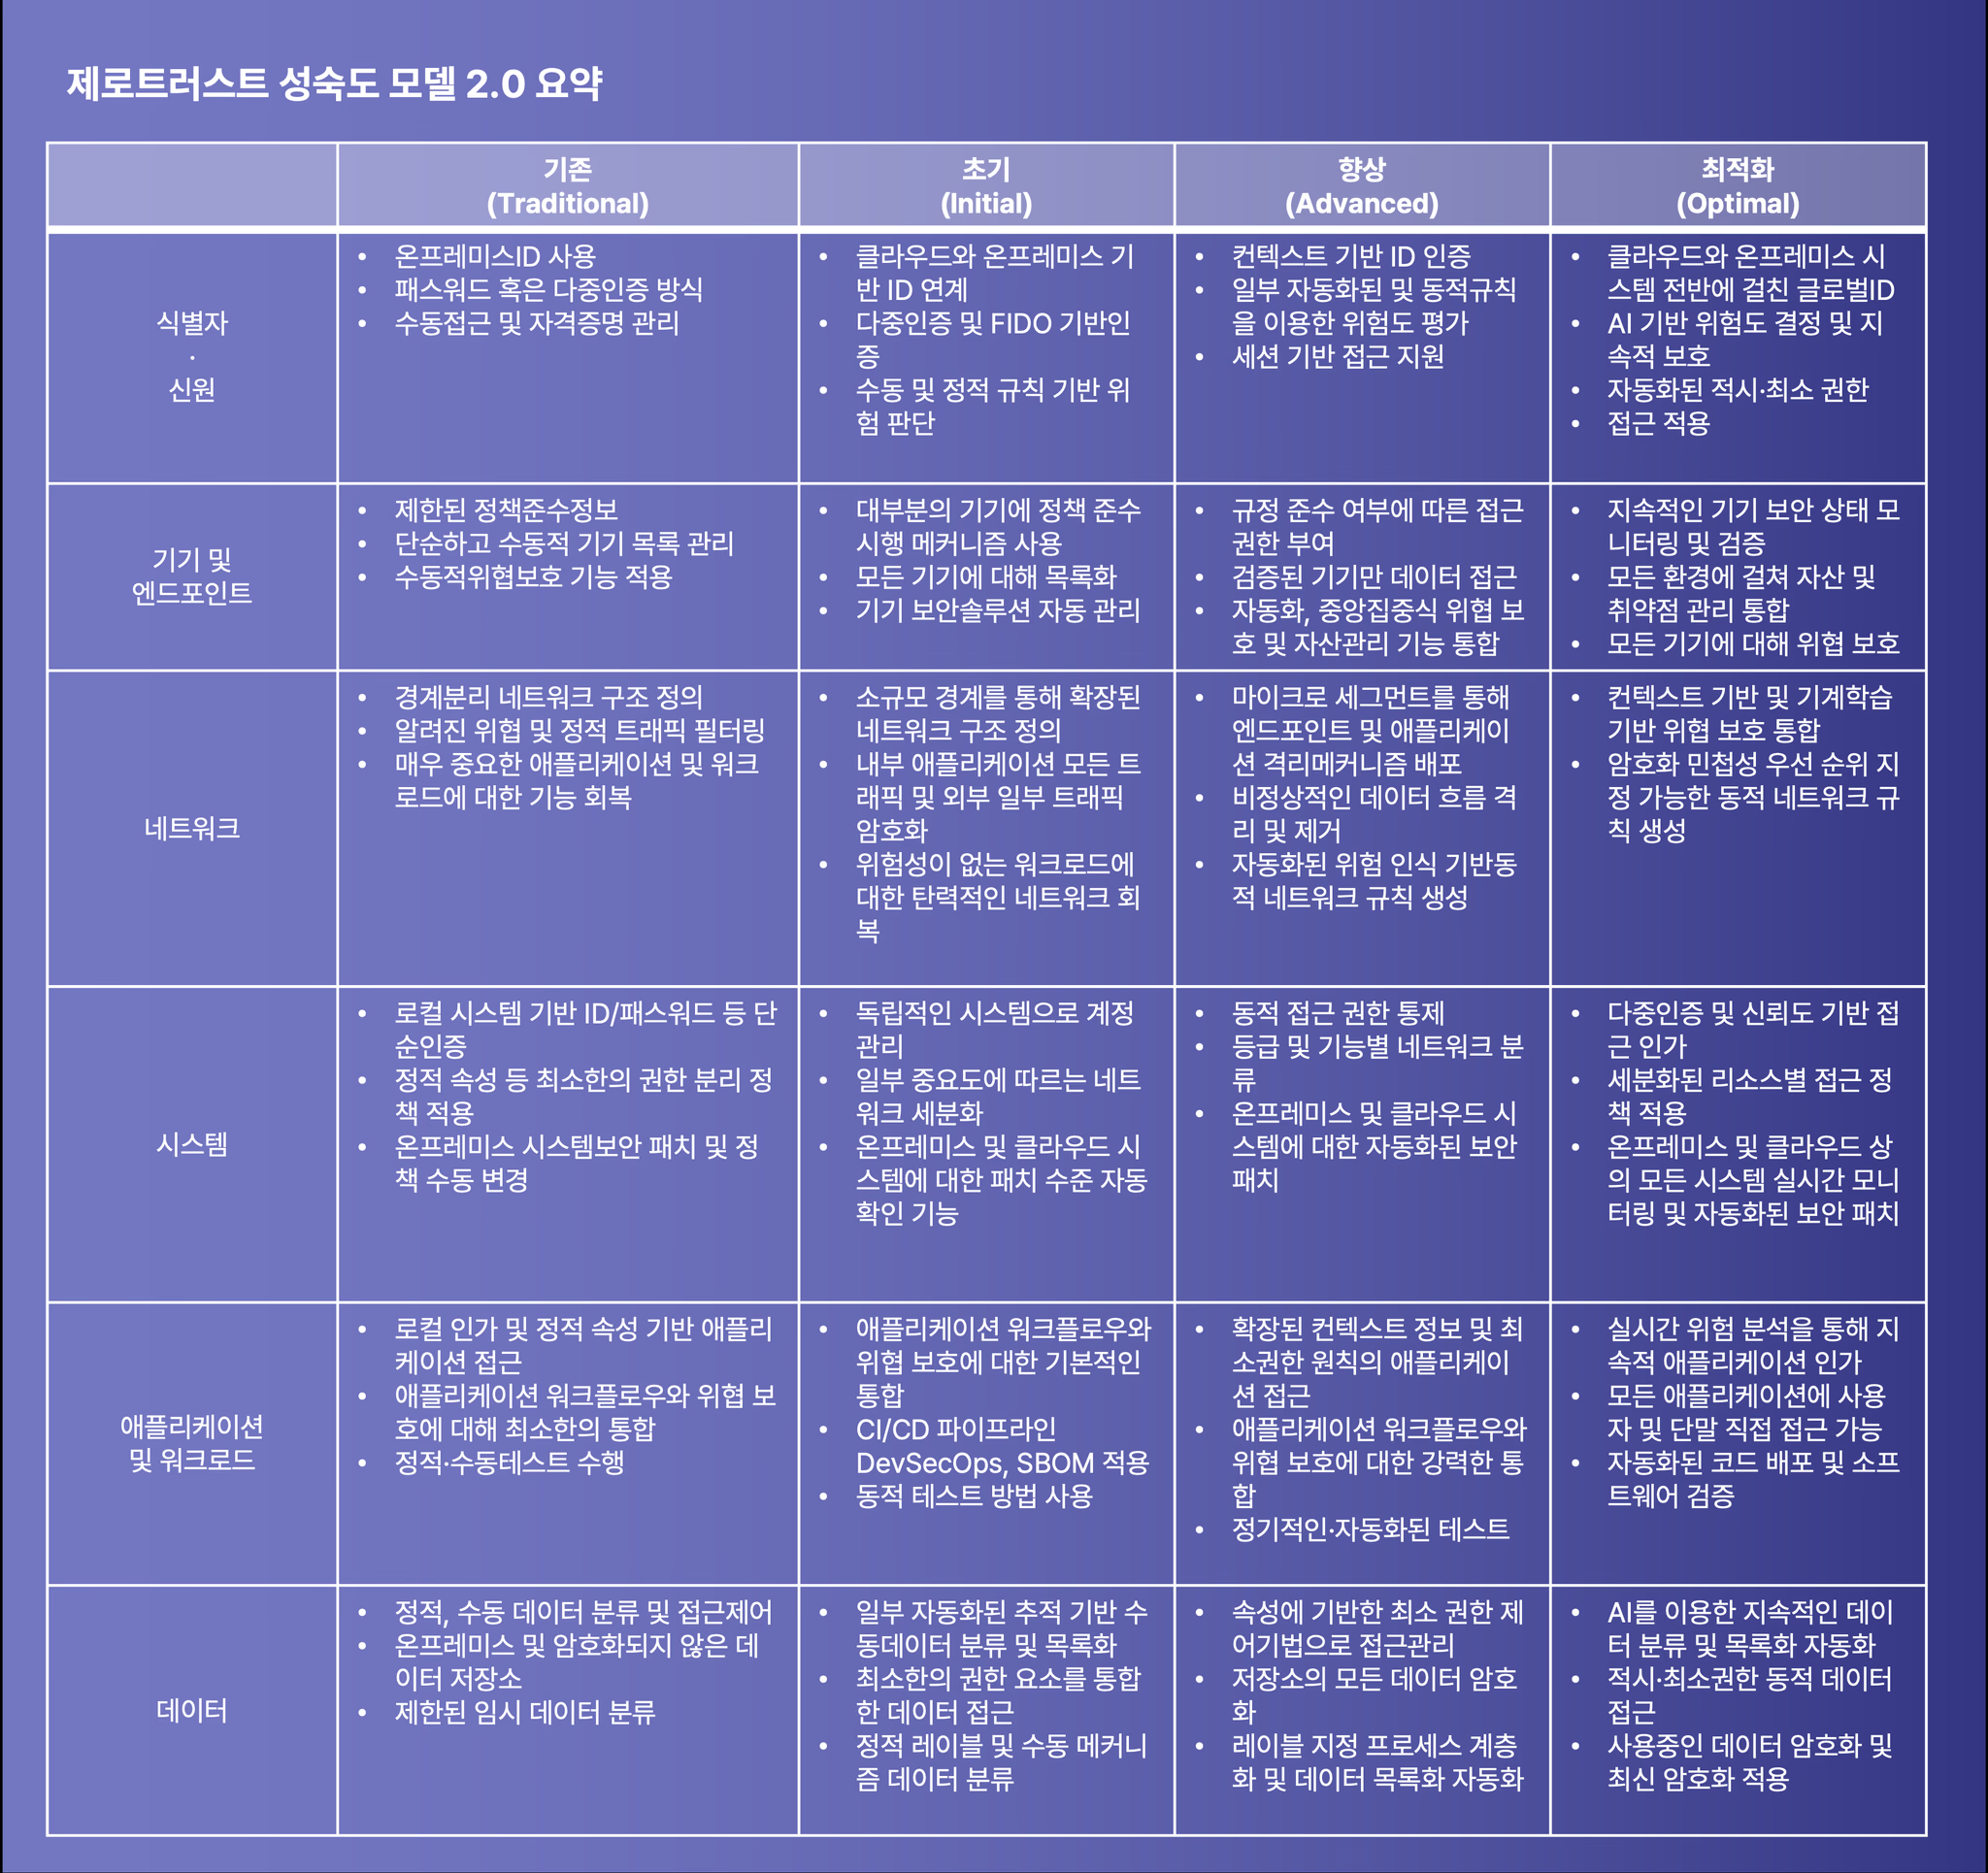 제로트러스트 성숙도 모델 2.0 요약
기존
(Traditional)
초기
(Initial)
향상
(Advanced)
최적화
(Optimal)
식별자
·
신원
• 온프레미스ID 사용
• 패스워드 혹은 다중인증 방식
• 수동접근 및 자격증명 관리
• 클라우드와 온프레미스 기
반 ID 연계
• 다중인증 및 FIDO 기반인
증
• 수동 및 정적 규칙 기반 위
험 판단
• 컨텍스트 기반 ID 인증
• 일부 자동화된 및 동적규칙
을 이용한 위험도 평가
• 세션 기반 접근 지원
• 클라우드와 온프레미스 시
스템 전반에 걸친 글로벌ID
• AI 기반 위험도 결정 및 지
속적 보호
• 자동화된 적시·최소 권한
• 접근 적용
기기 및
엔드포인트
• 제한된 정책준수정보
• 단순하고 수동적 기기 목록 관리
• 수동적위협보호 기능 적용
• 대부분의 기기에 정책 준수
시행 메커니즘 사용
• 모든 기기에 대해 목록화
• 기기 보안솔루션 자동 관리
• 규정 준수 여부에 따른 접근
권한 부여
• 검증된 기기만 데이터 접근
• 자동화, 중앙집중식 위협 보
호 및 자산관리 기능 통합
• 지속적인 기기 보안 상태 모
니터링 및 검증
• 모든 환경에 걸쳐 자산 및
취약점 관리 통합
• 모든 기기에 대해 위협 보호
네트워크
• 경계분리 네트워크 구조 정의
• 알려진 위협 및 정적 트래픽 필터링
• 매우 중요한 애플리케이션 및 워크
로드에 대한 기능 회복
• 소규모 경계를 통해 확장된
네트워크 구조 정의
• 내부 애플리케이션 모든 트
래픽 및 외부 일부 트래픽
암호화
• 위험성이 없는 워크로드에
대한 탄력적인 네트워크 회
복
• 마이크로 세그먼트를 통해
엔드포인트 및 애플리케이
션 격리메커니즘 배포
• 비정상적인 데이터 흐름 격
리 및 제거
• 자동화된 위험 인식 기반동
적 네트워크 규칙 생성
• 컨텍스트 기반 및 기계학습
기반 위협 보호 통합
• 암호화 민첩성 우선 순위 지
정 가능한 동적 네트워크 규
칙 생성
시스템
• 로컬 시스템 기반 ID/패스워드 등 단
순인증
• 정적 속성 등 최소한의 권한 분리 정
책 적용
• 온프레미스 시스템보안 패치 및 정
책 수동 변경
• 독립적인 시스템으로 계정
관리
• 일부 중요도에 따르는 네트
워크 세분화
• 온프레미스 및 클라우드 시
스템에 대한 패치 수준 자동
확인 기능
• 동적 접근 권한 통제
• 등급 및 기능별 네트워크 분
류
• 온프레미스 및 클라우드 시
스템에 대한 자동화된 보안
패치
• 다중인증 및 신뢰도 기반 접
근 인가
• 세분화된 리소스별 접근 정
책 적용
• 온프레미스 및 클라우드 상
의 모든 시스템 실시간 모니
터링 및 자동화된 보안 패치
애플리케이션
및 워크로드
• 로컬 인가 및 정적 속성 기반 애플리
케이션 접근
• 애플리케이션 워크플로우와 위협 보
호에 대해 최소한의 통합
• 정적·수동테스트 수행
• 애플리케이션 워크플로우와
위협 보호에 대한 기본적인
통합
• CI/CD 파이프라인
DevSecOps, SBOM 적용
• 동적 테스트 방법 사용
• 확장된 컨텍스트 정보 및 최
소권한 원칙의 애플리케이
션 접근
• 애플리케이션 워크플로우와
위협 보호에 대한 강력한 통
합
• 정기적인·자동화된 테스트
• 실시간 위험 분석을 통해 지
속적 애플리케이션 인가
• 모든 애플리케이션에 사용
자 및 단말 직접 접근 가능
• 자동화된 코드 배포 및 소프
트웨어 검증
데이터
• 정적, 수동 데이터 분류 및 접근제어
• 온프레미스 및 암호화되지 않은 데
이터 저장소
• 제한된 임시 데이터 분류
• 일부 자동화된 추적 기반 수
동데이터 분류 및 목록화
• 최소한의 권한 요소를 통합
한 데이터 접근
• 정적 레이블 및 수동 메커니
즘 데이터 분류
• 속성에 기반한 최소 권한 제
어기법으로 접근관리
• 저장소의 모든 데이터 암호
화
• 레이블 지정 프로세스 계층
화 및 데이터 목록화 자동화
• AI를 이용한 지속적인 데이
터 분류 및 목록화 자동화
• 적시·최소권한 동적 데이터
접근
• 사용중인 데이터 암호화 및
최신 암호화 적용